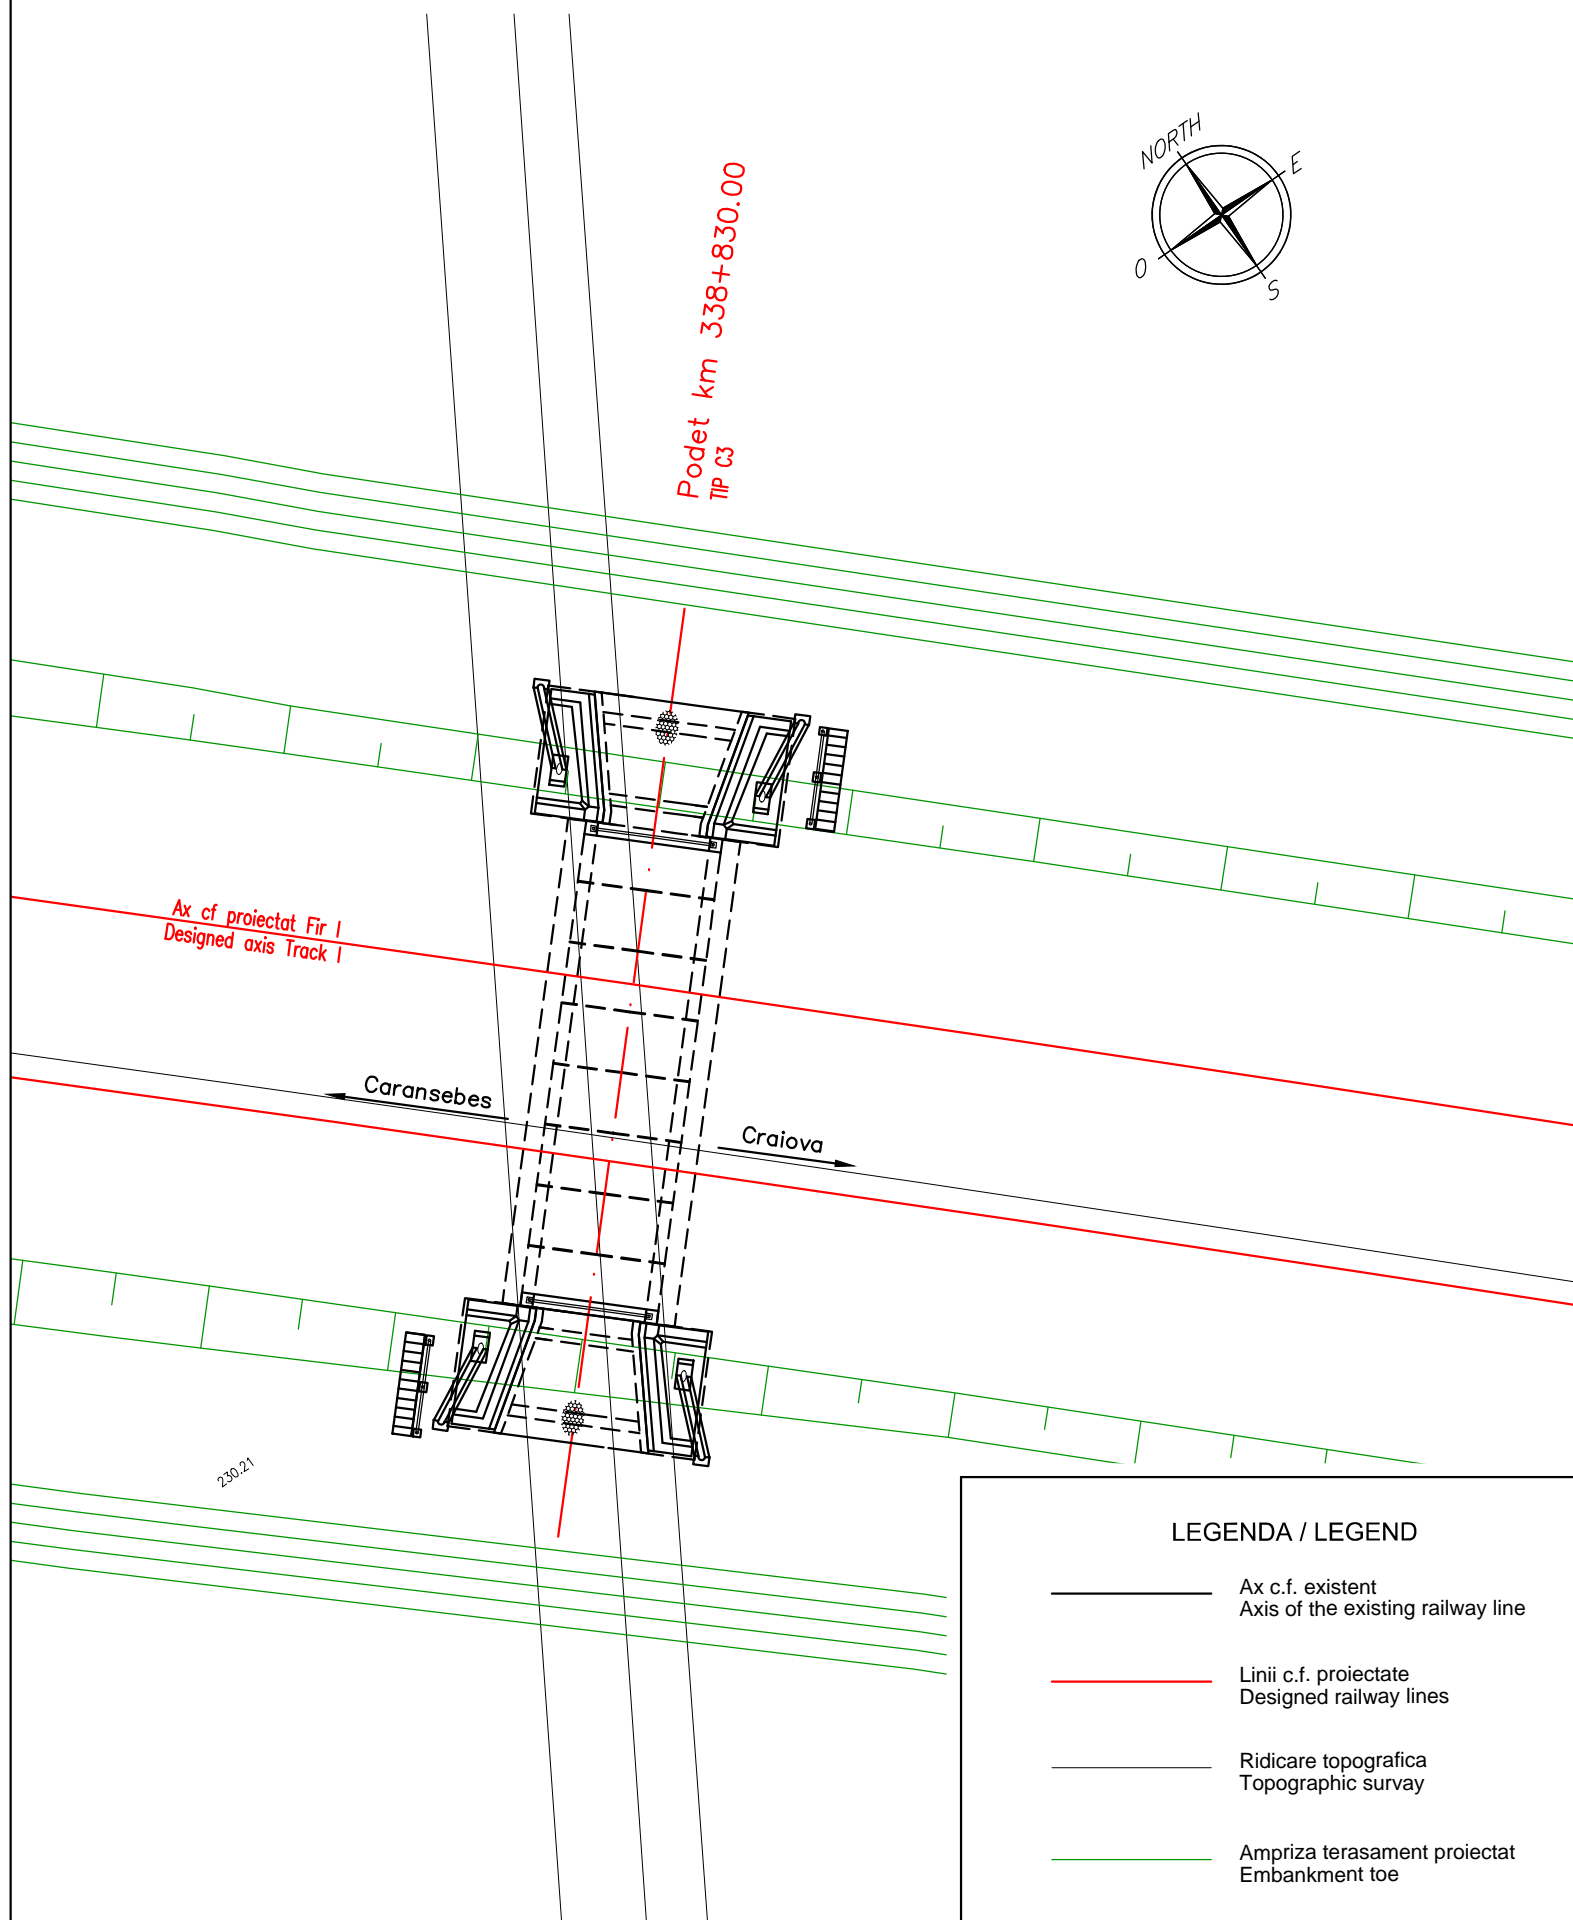 NORTH
E
O
S
Podet km 338+830.00
TIP C3
Ax cf proiectat Fir I
Designed axis Track I
Caransebes
Craiova
230.21
LEGENDA / LEGEND
Ax c.f. existent
Axis of the existing railway line
Linii c.f. proiectate
Designed railway lines
Ridicare topografica
Topographic survay
Ampriza terasament proiectat
Embankment toe